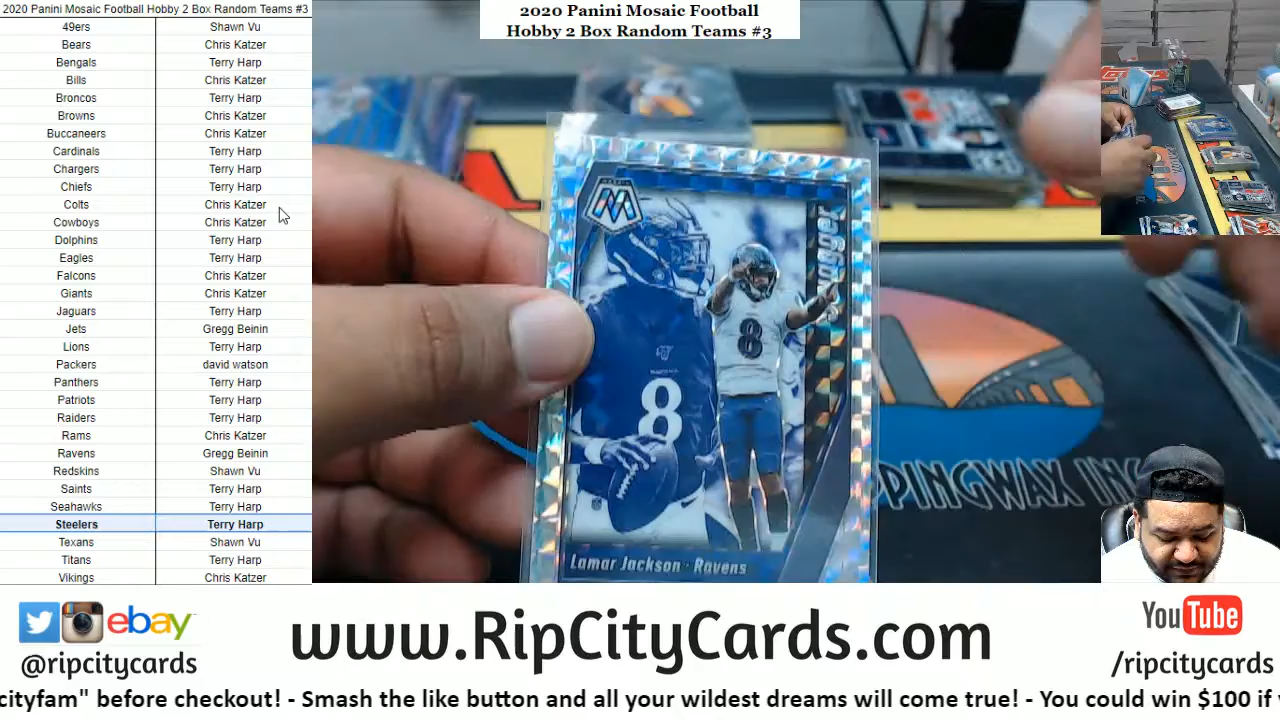 2020 Panini Mosaic Football Hobby 2 Box Random Teams #3
49ers Shawn Vu
Bears Chris Katzer
Bengals Terry Harp
Bills Chris Katzer
Broncos Terry Harp
Browns Chris Katzer
Buccaneers Chris Katzer
Cardinals Terry Harp
Chargers Terry Harp
Chiefs Terry Harp
Colts Chris Katzer
Cowboys Chris Katzer
Dolphins Terry Harp
Eagles Terry Harp
Falcons Chris Katzer
Giants Chris Katzer
Jaguars Terry Harp
Jets Gregg Beinin
Lions Terry Harp
Packers david watson
Panthers Terry Harp
Patriots Terry Harp
Raiders Terry Harp
Rams Chris Katzer
Ravens Gregg Beinin
Redskins Shawn Vu
Saints Terry Harp
Seahawks Terry Harp
Steelers Terry Harp
Texans Shawn Vu
Titans Terry Harp
Vikings Chris Katzer
2020 Panini Mosaic Football
Hobby 2 Box Random Teams #3
8
8
Lamar Jackson · Ravens
PINGWAX INC
ebay
@ripcitycards
www.RipCityCards.com
YouTube
/ripcitycards
cityfam" before checkout! - Smash the like button and all your wildest dreams will come true! - You could win $100 if